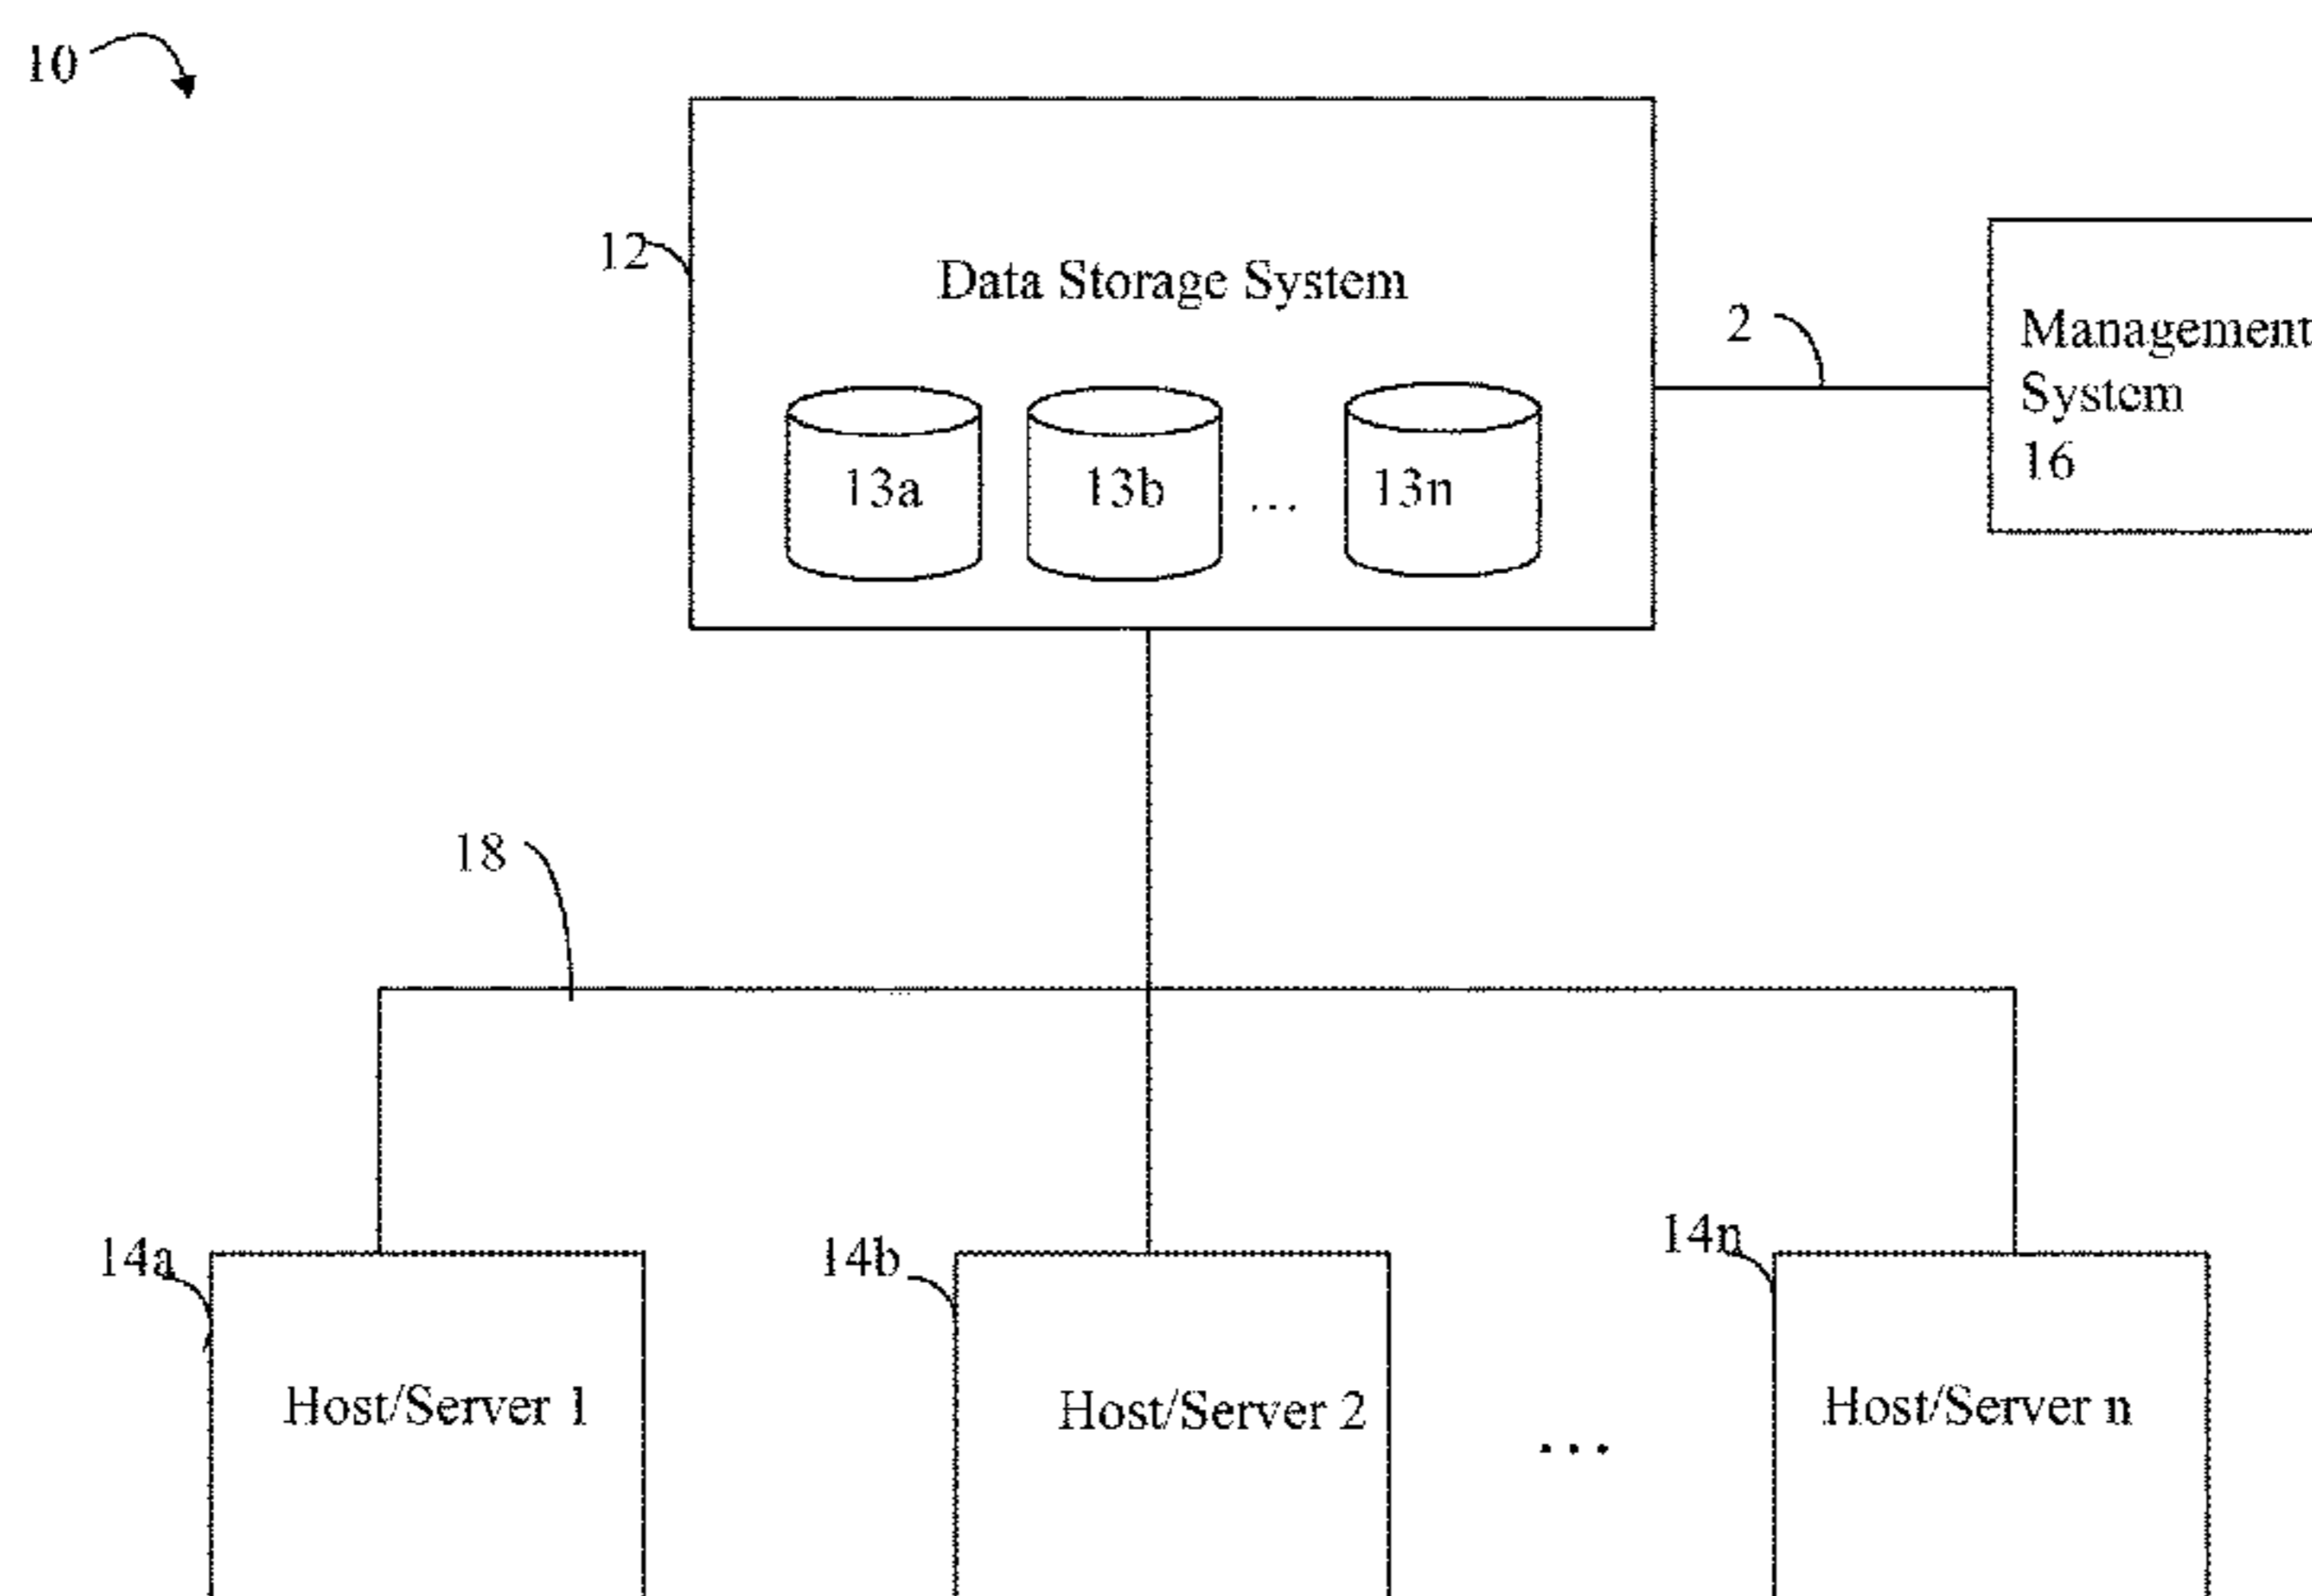 10
12
Data Storage System
2
Management
System
16
13a
13b
...
13n
18
14a
14b
14n
Host/Server 1
Host/Server 2
...
Host/Server n